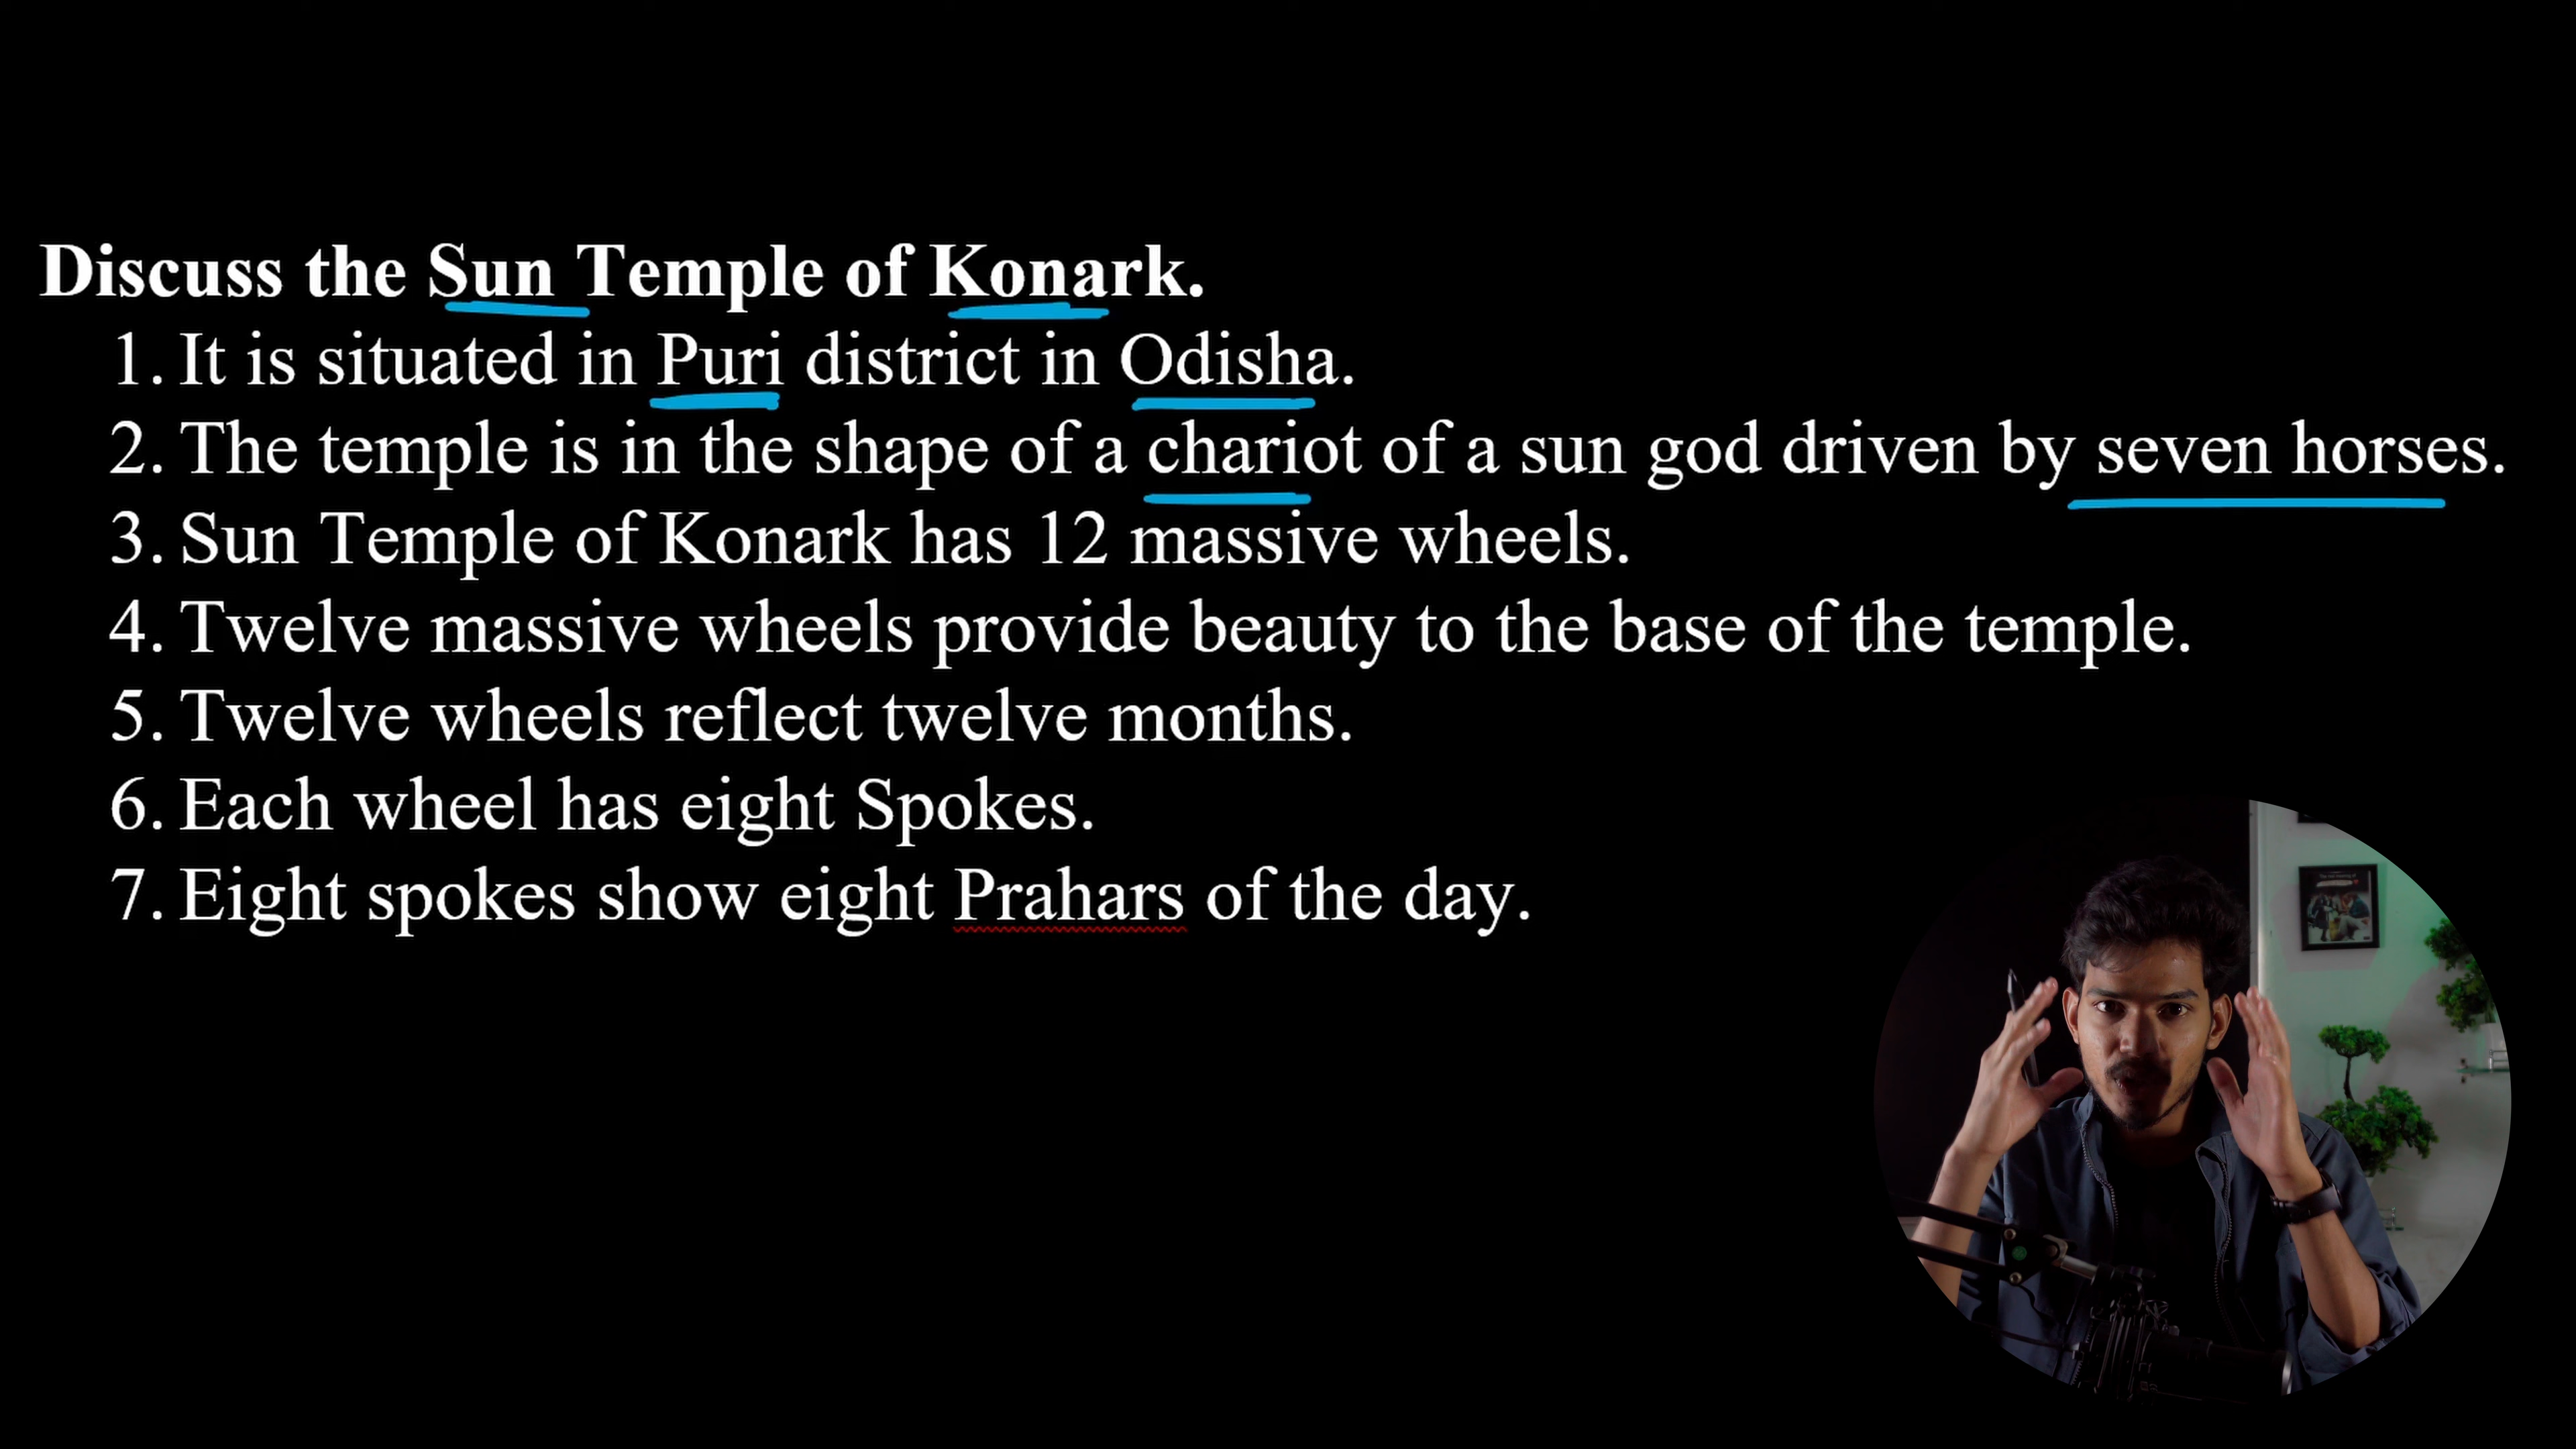 Discuss the Sun Temple of Konark.
1. It is situated in Puri district in Odisha.
2. The temple is in the shape of a chariot of a sun god driven by seven horses.
3. Sun Temple of Konark has 12 massive wheels.
4. Twelve massive wheels provide beauty to the base of the temple.
5. Twelve wheels reflect twelve months.
6. Each wheel has eight Spokes.
7. Eight spokes show eight Prahars of the day.